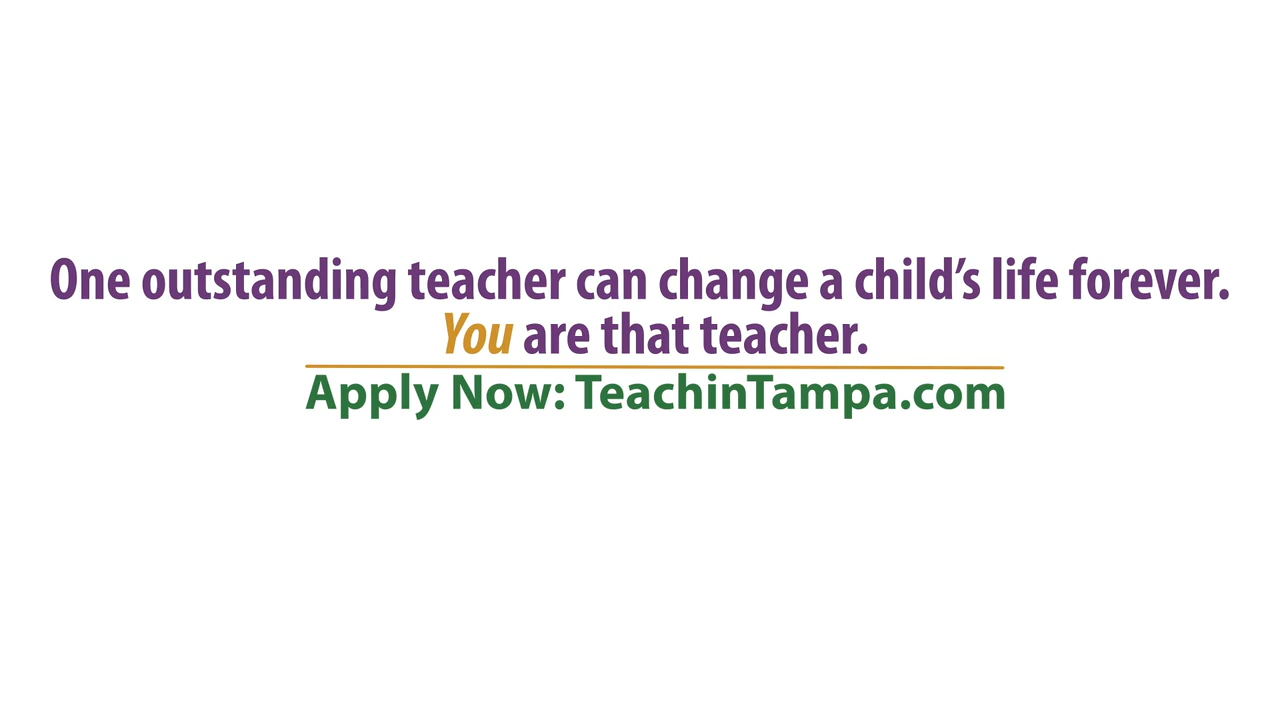 One outstanding teacher can change a child’s life forever.
You are that teacher.
Apply Now: TeachinTampa.com